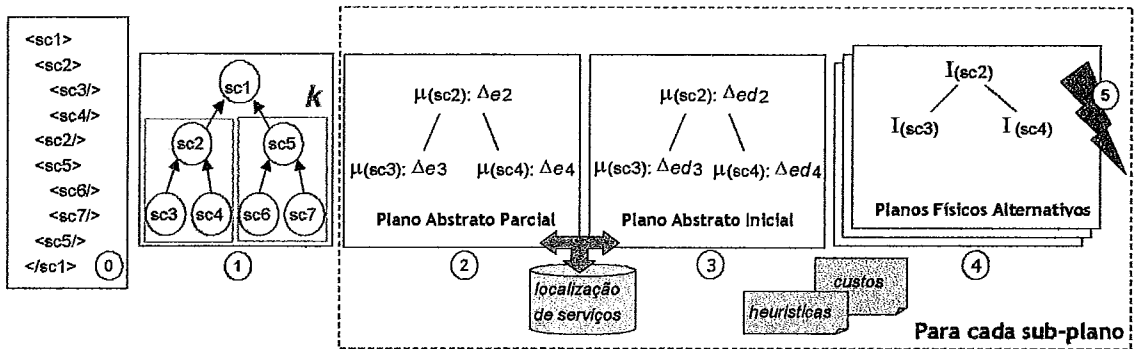 <sc1>
<sc2>
<sc3/>
<sc4/>
<sc2/>
<sc5>
<sc6/>
<sc7/>
<sc5/>
</sc1>
0
sc1
k
sc2
sc5
sc3
sc4
sc6
sc7
1
μ(sc2): Δe2
μ(sc3): Δe3
μ(sc4): Δe4
Plano Abstrato Parcial
2
μ(sc2): Δed2
μ(sc3): Δed3
μ(sc4): Δed4
Plano Abstrato Inicial
3
localização
de serviços
I(sc2)
I(sc3)
I(sc4)
Planos Físicos Alternativos
4
5
custos
heurísticas
Para cada sub-plano